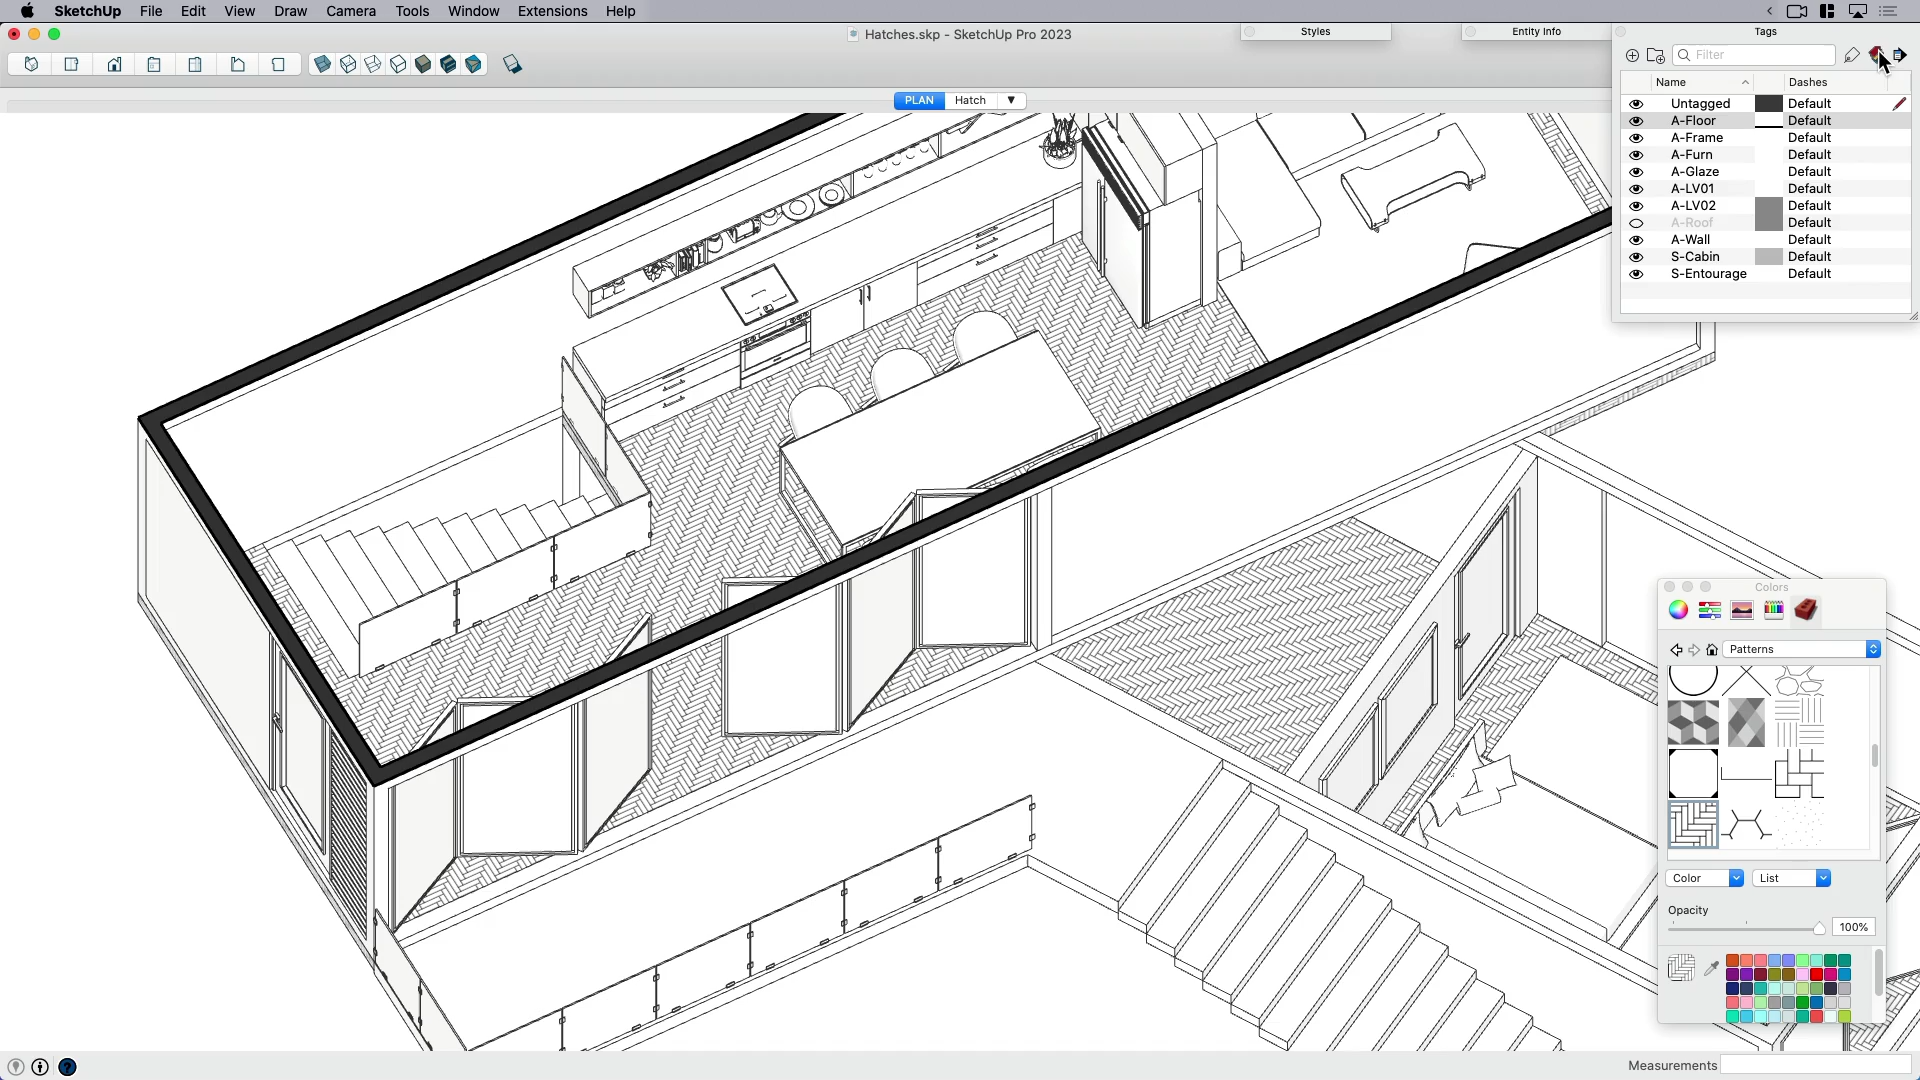 SketchUp File Edit View Draw Camera Tools Window Extensions Help
Hatches.skp - SketchUp Pro 2023
Styles
Entity Info
Tags
Filter
Name Dashes
Untagged Default
A-Floor Default
A-Frame Default
A-Furn Default
A-Glaze Default
A-LV01 Default
A-LV02 Default
A-Roof Default
A-Wall Default
S-Cabin Default
S-Entourage Default
PLAN Hatch
Colors
Patterns
Color List
Opacity
100%
Measurements